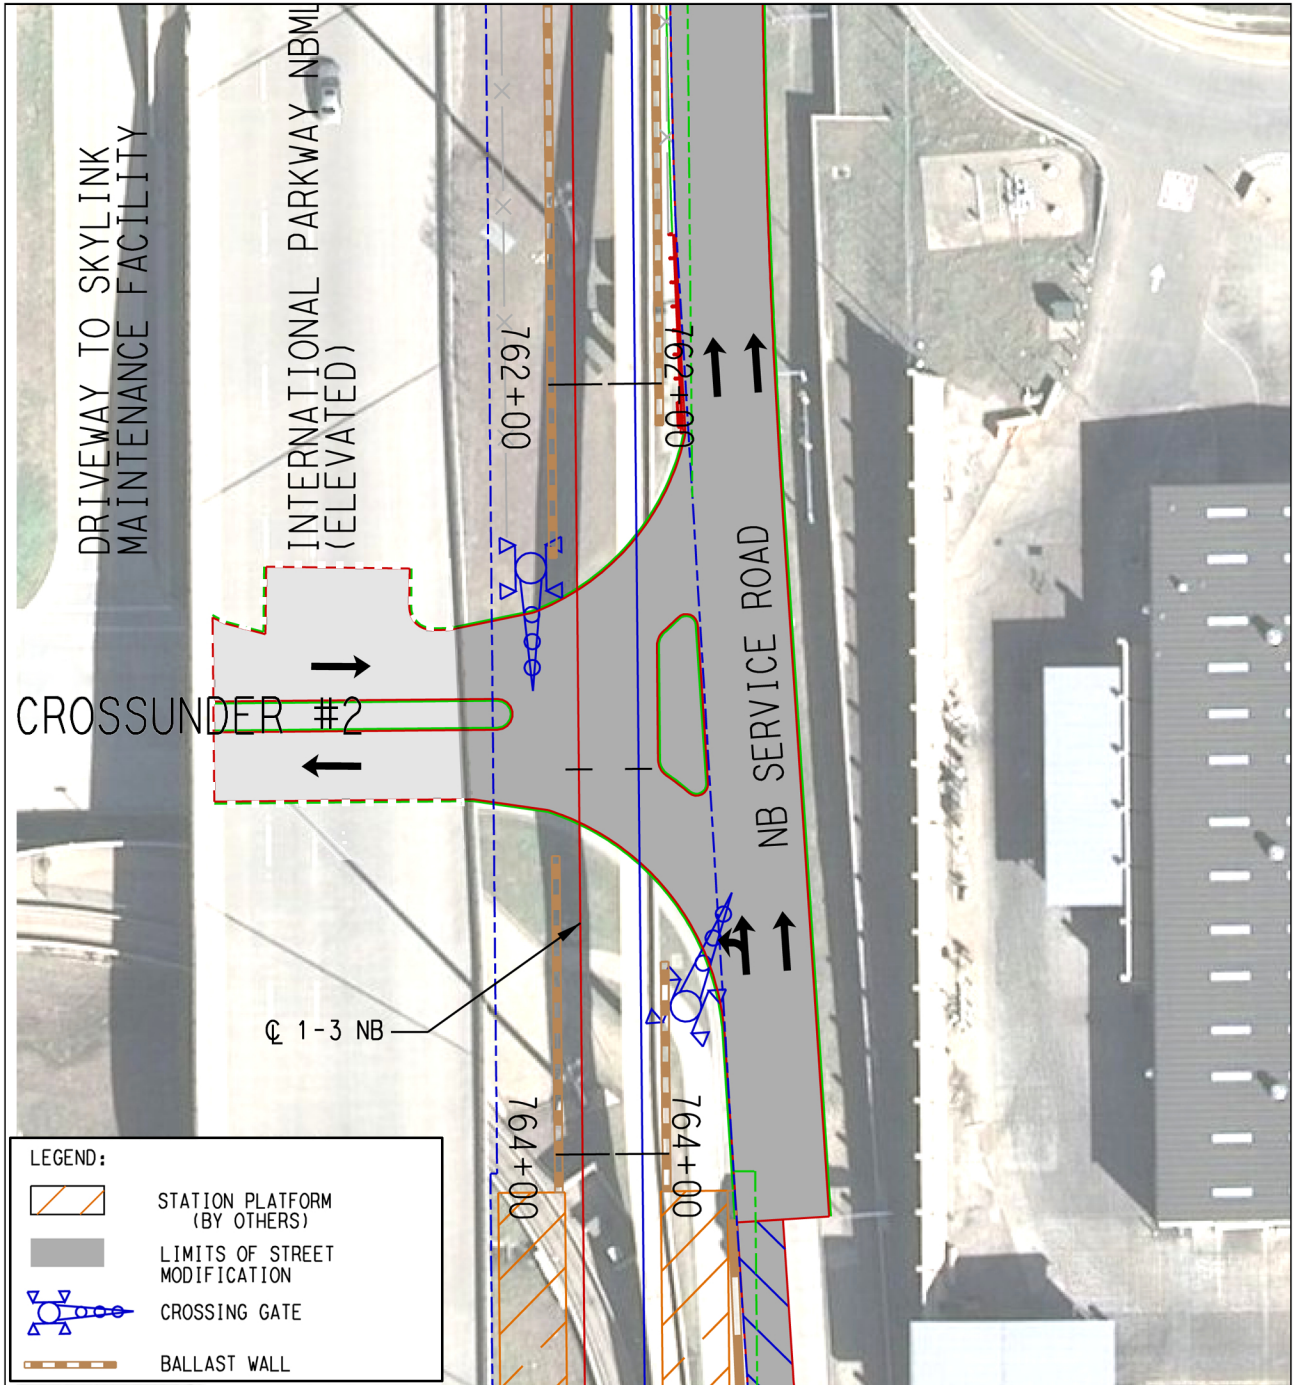 DRIVEWAY TO SKYLINK
MAINTENANCE FACILITY
INTERNATIONAL PARKWAY NBML
(ELEVATED)
762+00
762+00
NB SERVICE ROAD
CROSSUNDER #2
℄ 1-3 NB
764+00
764+00
LEGEND:
STATION PLATFORM
(BY OTHERS)
LIMITS OF STREET
MODIFICATION
CROSSING GATE
BALLAST WALL